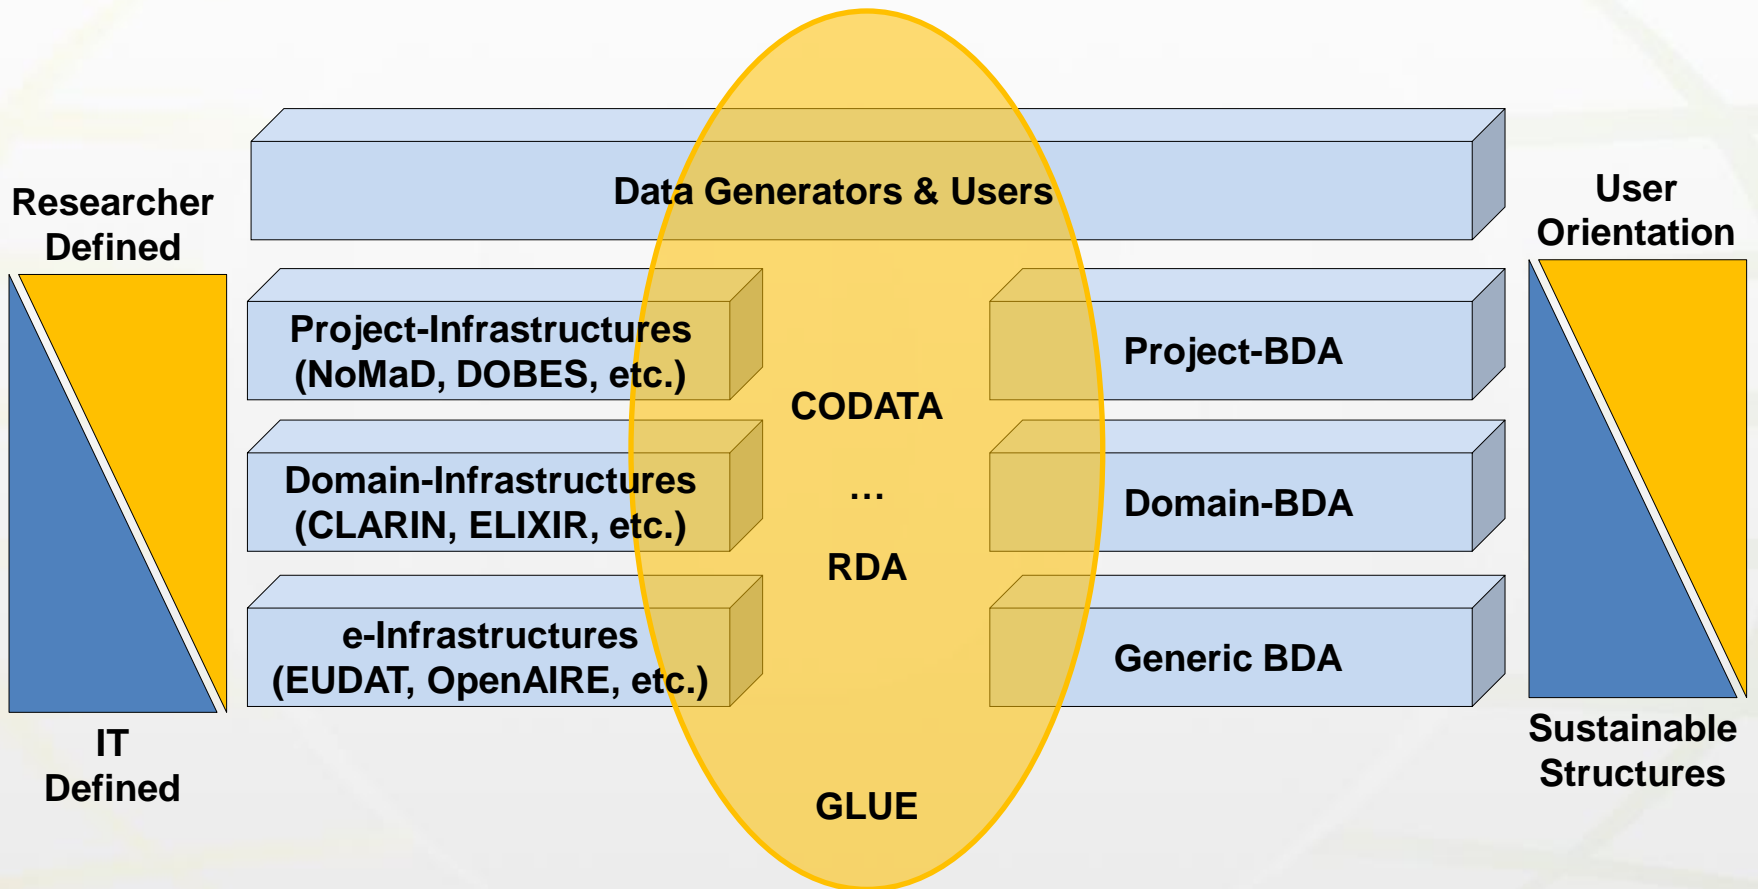 Data Generators & Users
Researcher
Defined
User
Orientation
Project-Infrastructures
(NoMaD, DOBES, etc.)
Project-BDA
CODATA
Domain-Infrastructures
(CLARIN, ELIXIR, etc.)
...
Domain-BDA
RDA
e-Infrastructures
(EUDAT, OpenAIRE, etc.)
Generic BDA
IT
Defined
Sustainable
Structures
GLUE